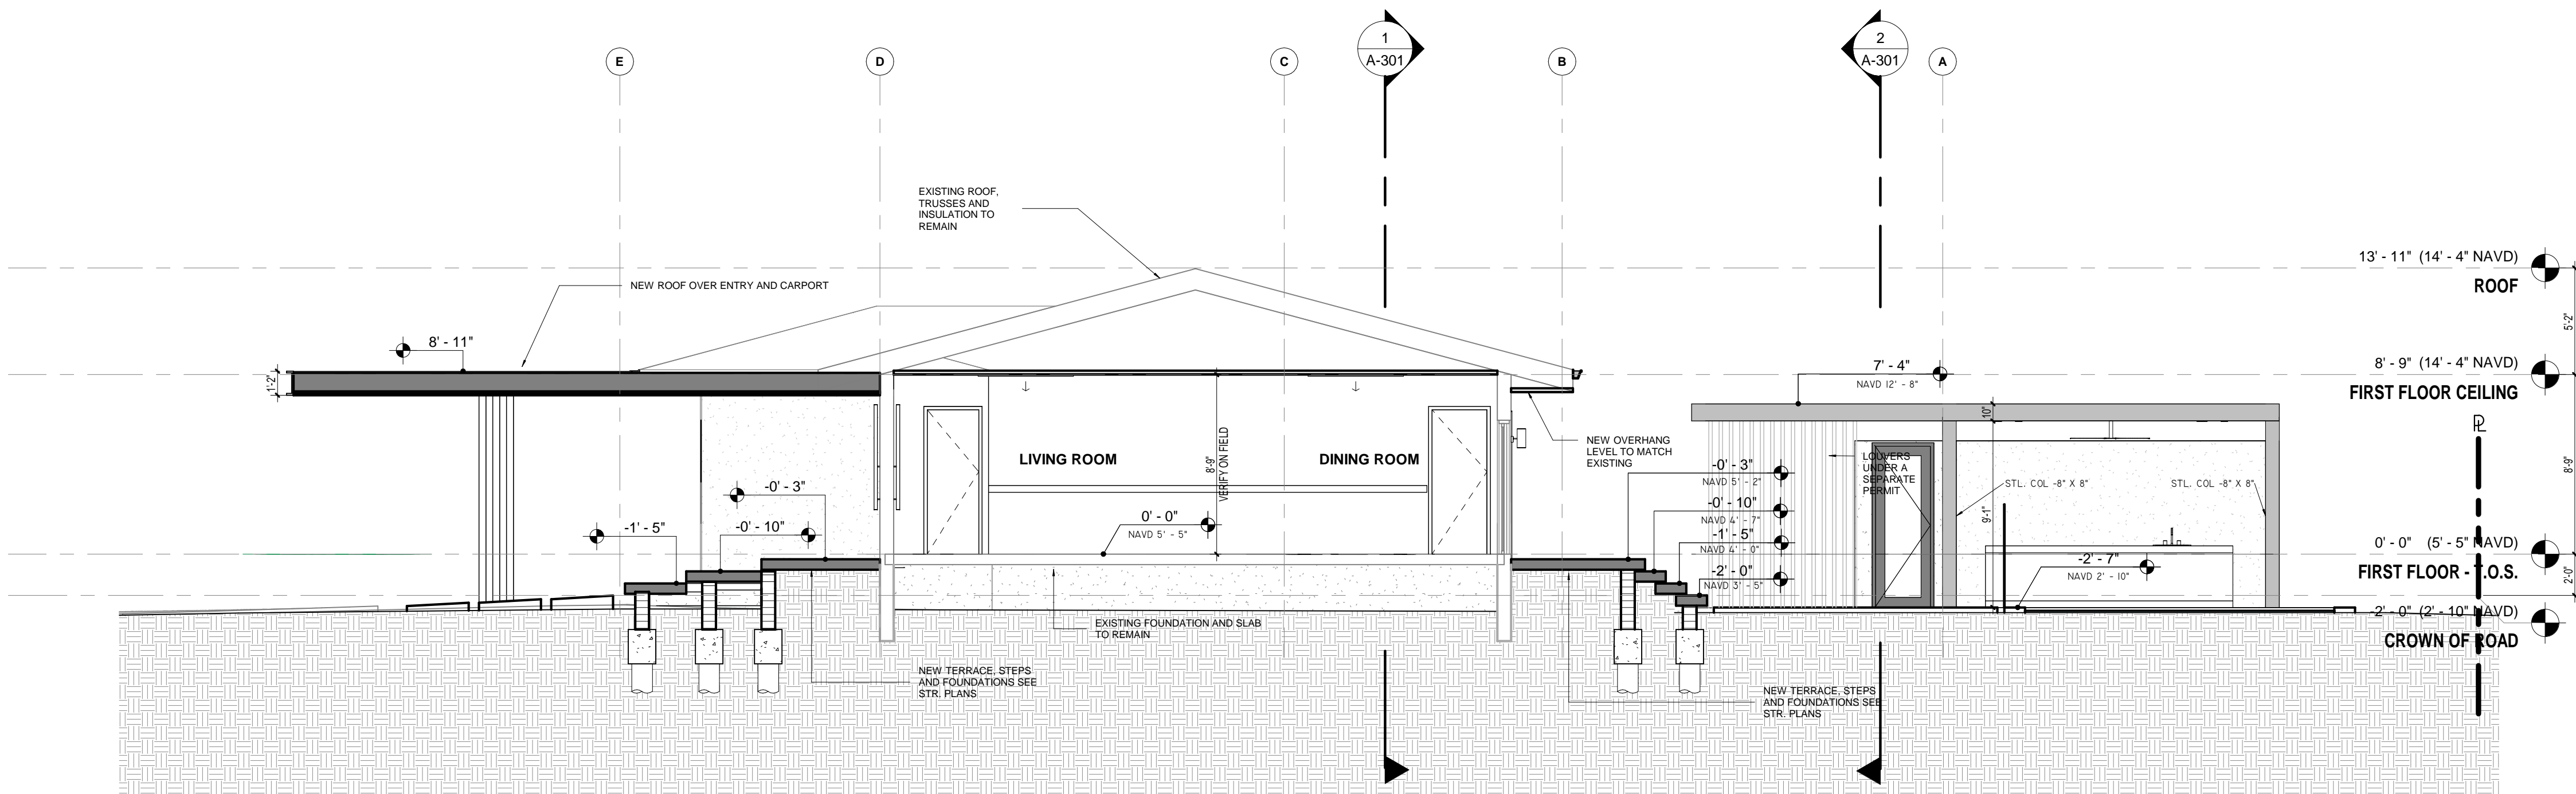 E
D
C
1
A-301
B
2
A-301
A
EXISTING ROOF,
TRUSSES AND
INSULATION TO
REMAIN
13' - 11" (14' - 4" NAVD)
ROOF
NEW ROOF OVER ENTRY AND CARPORT
5'-2"
8' - 11"
1'-2"
7' - 4"
NAVD 12' - 8"
8' - 9" (14' - 4" NAVD)
FIRST FLOOR CEILING
10"
PL
NEW OVERHANG
LEVEL TO MATCH
EXISTING
LIVING ROOM
8'-9"
VERIFY ON FIELD
DINING ROOM
-0' - 3"
NAVD 5' - 2"
LOUVERS
UNDER A
SEPARATE
PERMIT
STL. COL -8" X 8"
STL. COL -8" X 8"
8'-9"
-0' - 3"
-0' - 10"
-1' - 5"
0' - 0"
NAVD 5' - 5"
-0' - 10"
NAVD 4' - 7"
-1' - 5"
NAVD 4' - 0"
9'-1"
-2' - 0"
NAVD 3' - 5"
-2' - 7"
NAVD 2' - 10"
0' - 0" (5' - 5" NAVD)
FIRST FLOOR - T.O.S.
2'-0"
-2' - 0" (2' - 10" NAVD)
CROWN OF ROAD
EXISTING FOUNDATION AND SLAB
TO REMAIN
NEW TERRACE, STEPS
AND FOUNDATIONS SEE
STR. PLANS
NEW TERRACE, STEPS
AND FOUNDATIONS SEE
STR. PLANS